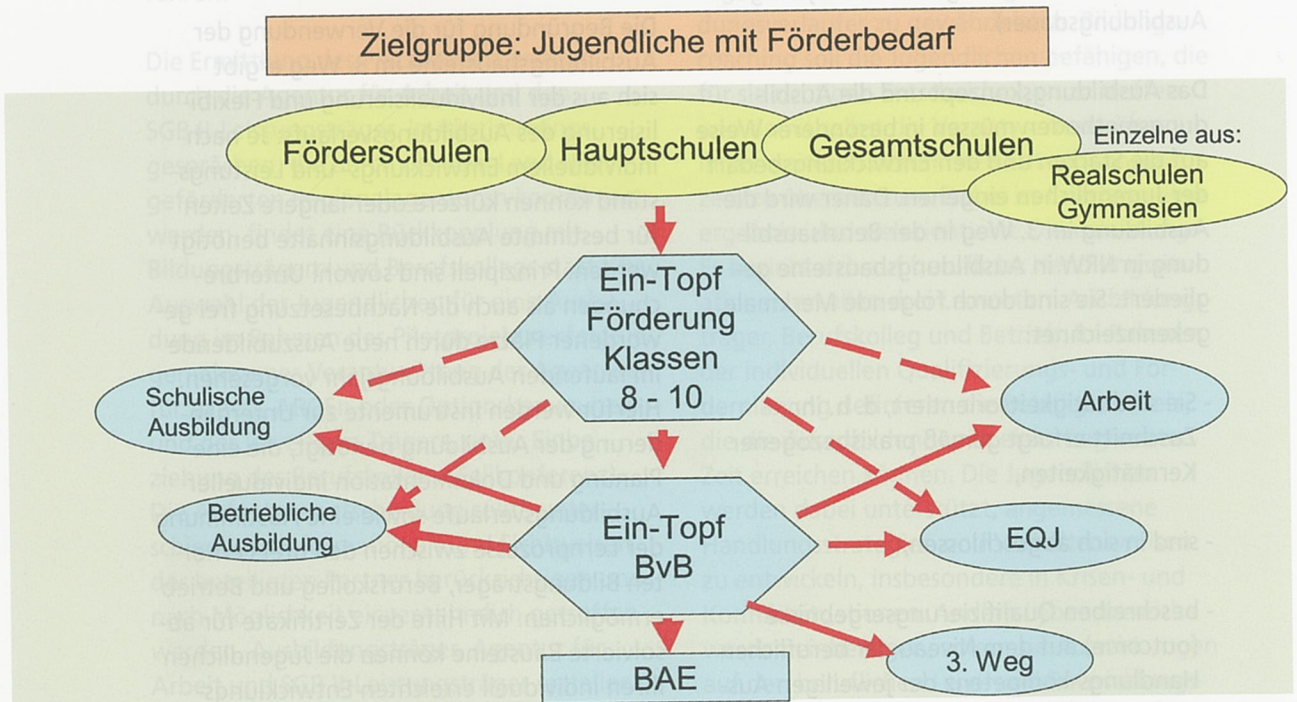 Zielgruppe: Jugendliche mit Förderbedarf
Förderschulen
Hauptschulen
Gesamtschulen
Einzelne aus:
Realschulen
Gymnasien
Ein-Topf
Förderung
Klassen
8 - 10
Schulische
Ausbildung
Arbeit
Betriebliche
Ausbildung
Ein-Topf
BvB
EQJ
BAE
3. Weg